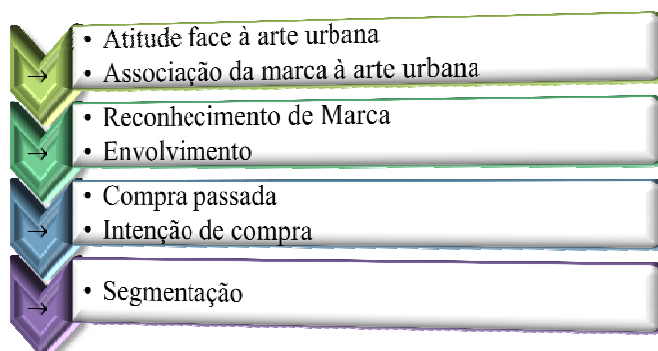 →
• Atitude face à arte urbana
• Associação da marca à arte urbana
→
• Reconhecimento de Marca
• Envolvimento
→
• Compra passada
• Intenção de compra
→
• Segmentação